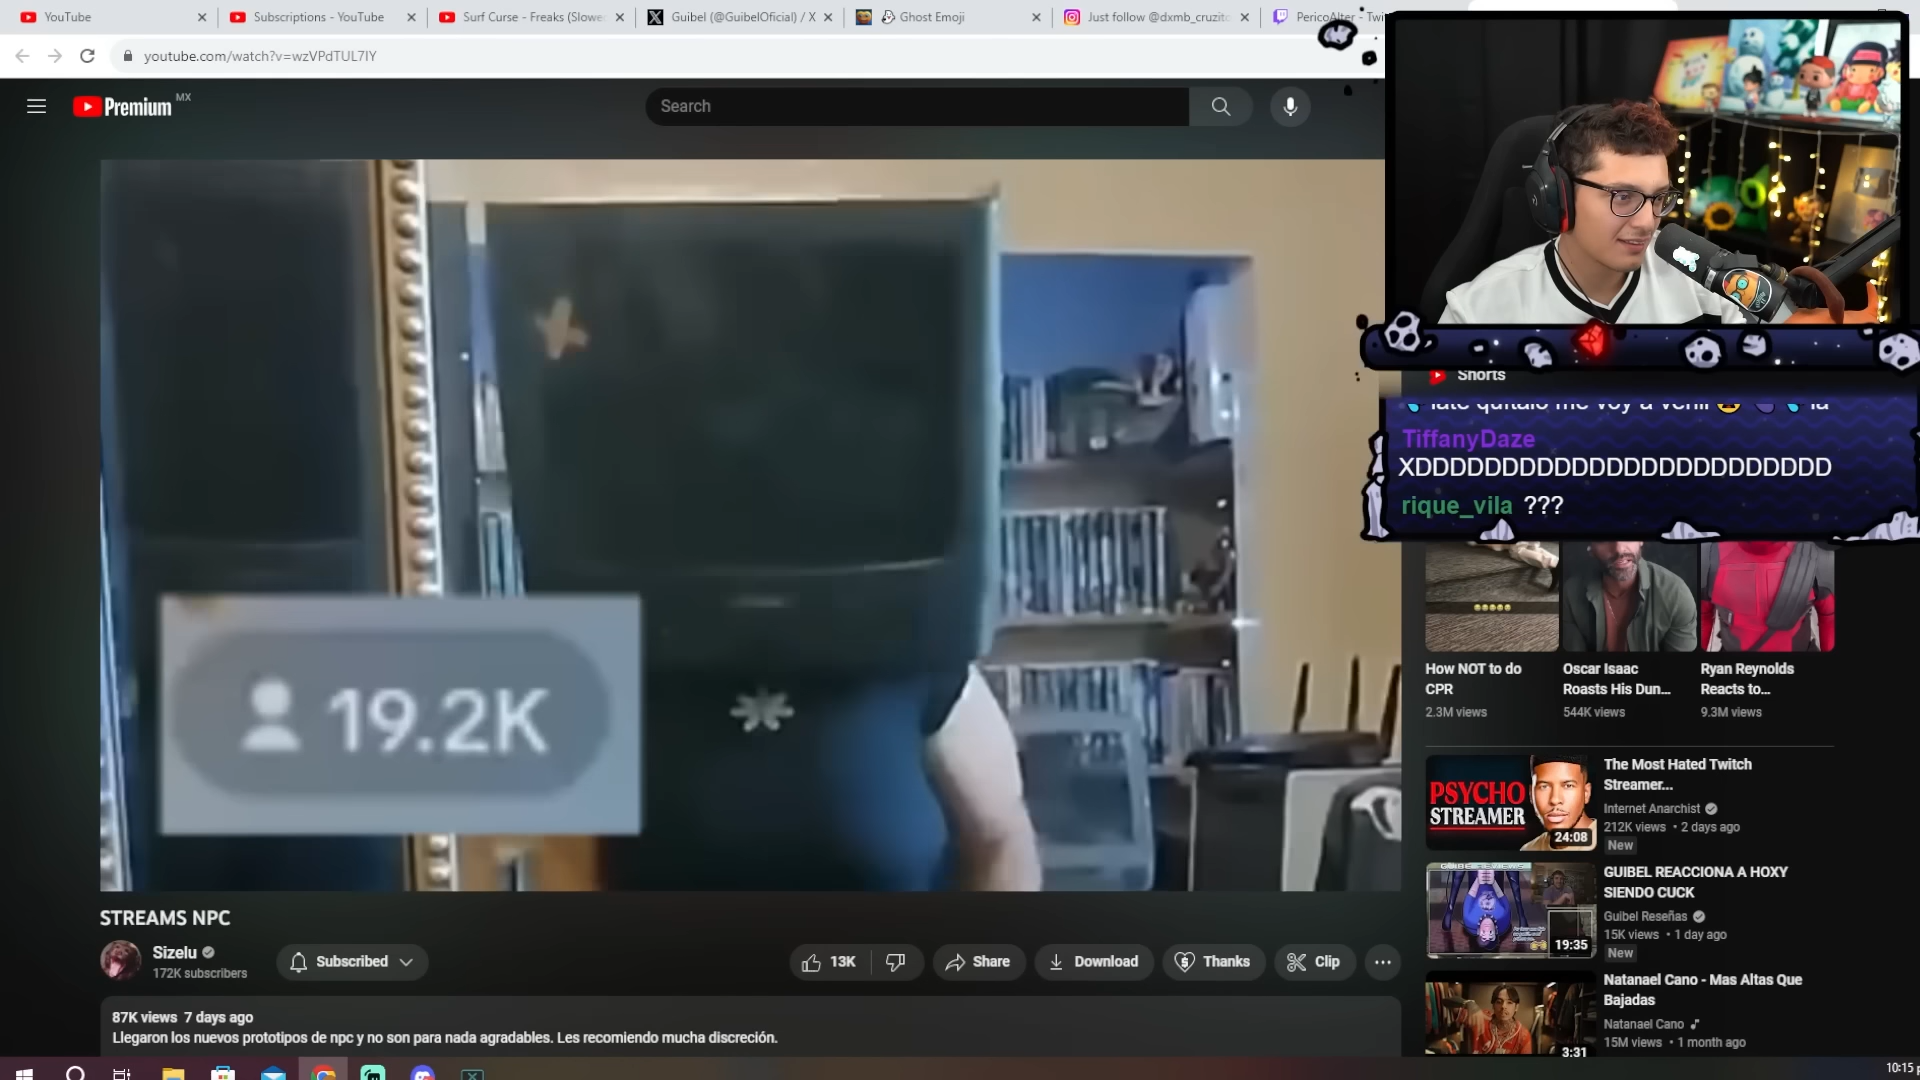 YouTube
Subscriptions - YouTube
Surf Curse - Freaks (Slowe
Guibel (@GuibelOficial) / X
Ghost Emoji
Just follow @dxmb_cruzito
PericoAlter - Twi
youtube.com/watch?v=wzVPdTUL7IY
Premium MX
Search
19.2K
Shorts
TiffanyDaze
XDDDDDDDDDDDDDDDDDDDDDDDD
rique_vila ???
How NOT to do
CPR
2.3M views
Oscar Isaac
Roasts His Dun...
544K views
Ryan Reynolds
Reacts to...
9.3M views
PSYCHO
STREAMER
24:08
The Most Hated Twitch
Streamer...
Internet Anarchist
212K views • 2 days ago
New
19:35
GUIBEL REACCIONA A HOXY
SIENDO CUCK
Guibel Reseñas
15K views • 1 day ago
New
3:31
Natanael Cano - Mas Altas Que
Bajadas
Natanael Cano
15M views • 1 month ago
STREAMS NPC
Sizelu
172K subscribers
Subscribed
13K
Share
Download
Thanks
Clip
87K views 7 days ago
Llegaron los nuevos prototipos de npc y no son para nada agradables. Les recomiendo mucha discreción.
10:15